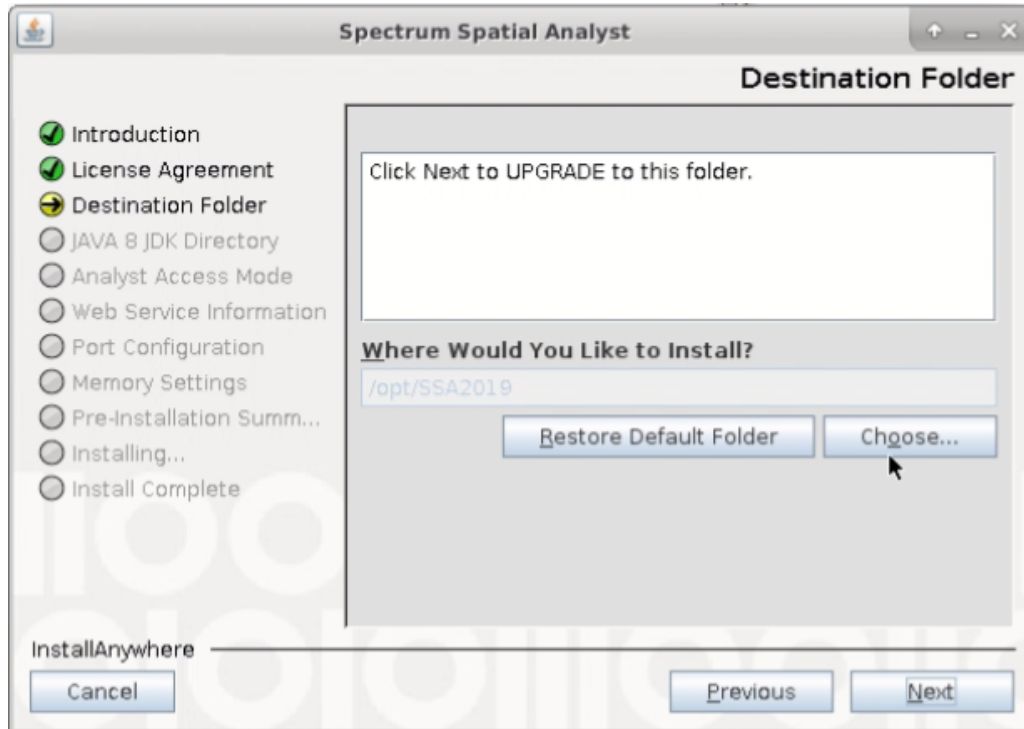 Spectrum Spatial Analyst
Destination Folder
Introduction
License Agreement
Destination Folder
JAVA 8 JDK Directory
Analyst Access Mode
Web Service Information
Port Configuration
Memory Settings
Pre-Installation Summ...
Installing...
Install Complete
Click Next to UPGRADE to this folder.
Where Would You Like to Install?
/opt/SSA2019
Restore Default Folder
Choose...
InstallAnywhere
Cancel
Previous
Next